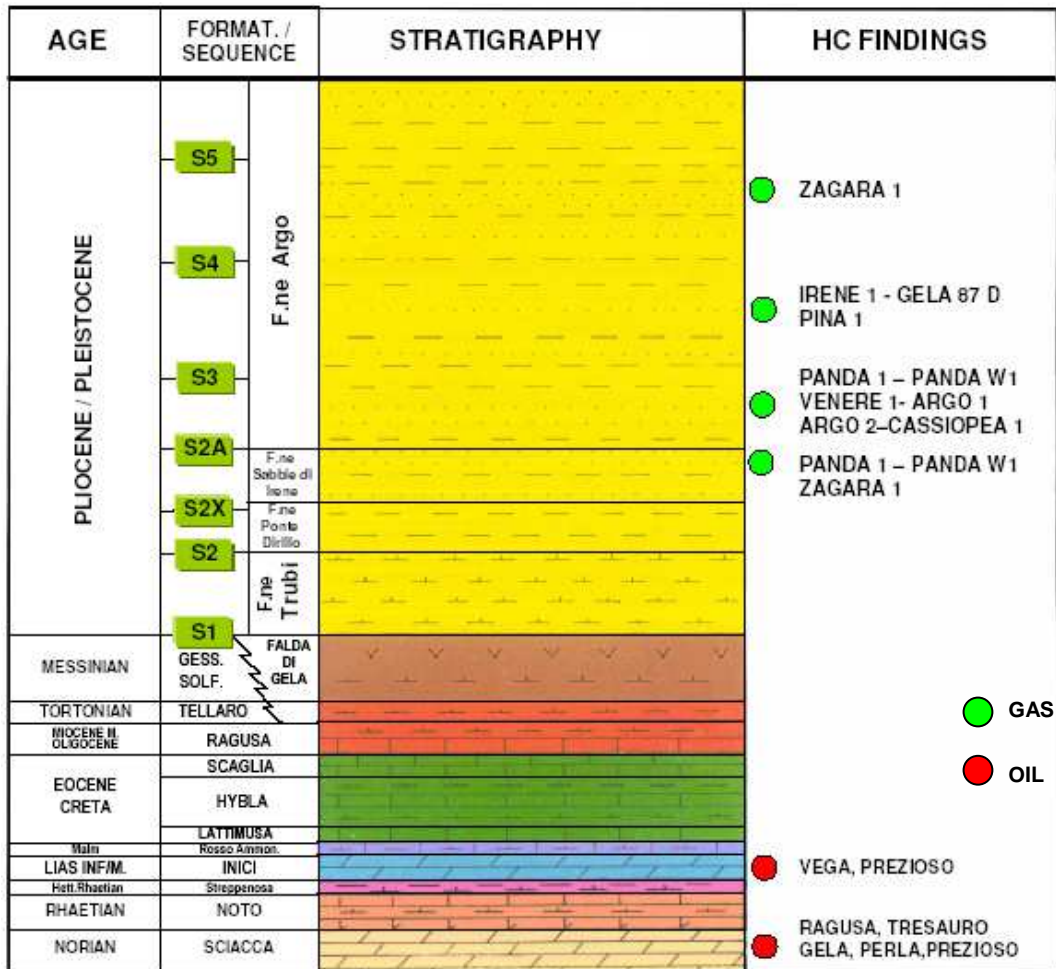 AGE
FORMAT. /
SEQUENCE
STRATIGRAPHY
HC FINDINGS
PLIOCENE / PLEISTOCENE
S5
S4
S3
S2A
S2X
S2
S1
F.ne Argo
F.ne
Sabbie di
Irene
F.ne
Ponte
Dirillo
F.ne
Trubi
ZAGARA 1
IRENE 1 - GELA 87 D
PINA 1
PANDA 1 – PANDA W1
VENERE 1- ARGO 1
ARGO 2–CASSIOPEA 1
PANDA 1 – PANDA W1
ZAGARA 1
MESSINIAN
GESS.
SOLF.
FALDA
DI
GELA
TORTONIAN
TELLARO
MIOCENE M.
OLIGOCENE
RAGUSA
EOCENE
CRETA
SCAGLIA
HYBLA
LATTIMUSA
Malm
Rosso Ammon.
LIAS INF/M.
INICI
Hett.Rhaetian
Streppenosa
RHAETIAN
NOTO
NORIAN
SCIACCA
GAS
OIL
VEGA, PREZIOSO
RAGUSA, TRESAURO
GELA, PERLA,PREZIOSO